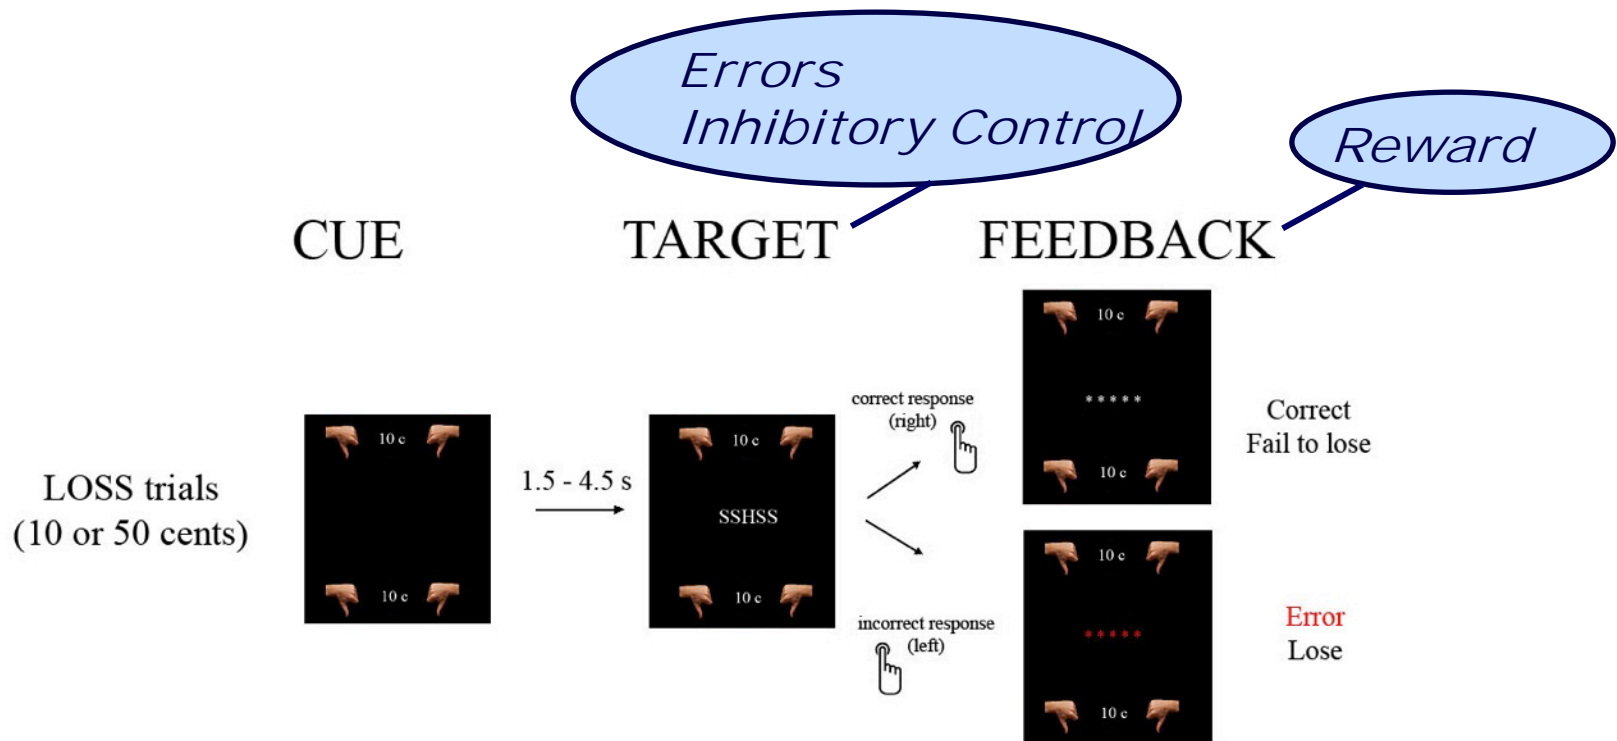 Errors
Inhibitory Control
Reward
CUE
TARGET
FEEDBACK
LOSS trials
(10 or 50 cents)
10 c
10 c
1.5 - 4.5 s
10 c
SSHSS
10 c
correct response
(right)
incorrect response
(left)
10 c
* * * * *
10 c
Correct
Fail to lose
10 c
* * * * *
10 c
Error
Lose